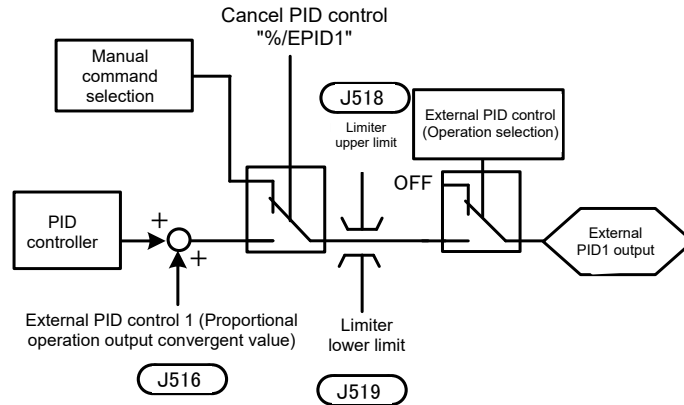 Cancel PID control
"%/EPID1"
Manual
command
selection
J518
Limiter
upper limit
External PID control
(Operation selection)
OFF
PID
controller
+
+
External
PID1 output
External PID control 1 (Proportional
operation output convergent value)
J516
Limiter
lower limit
J519